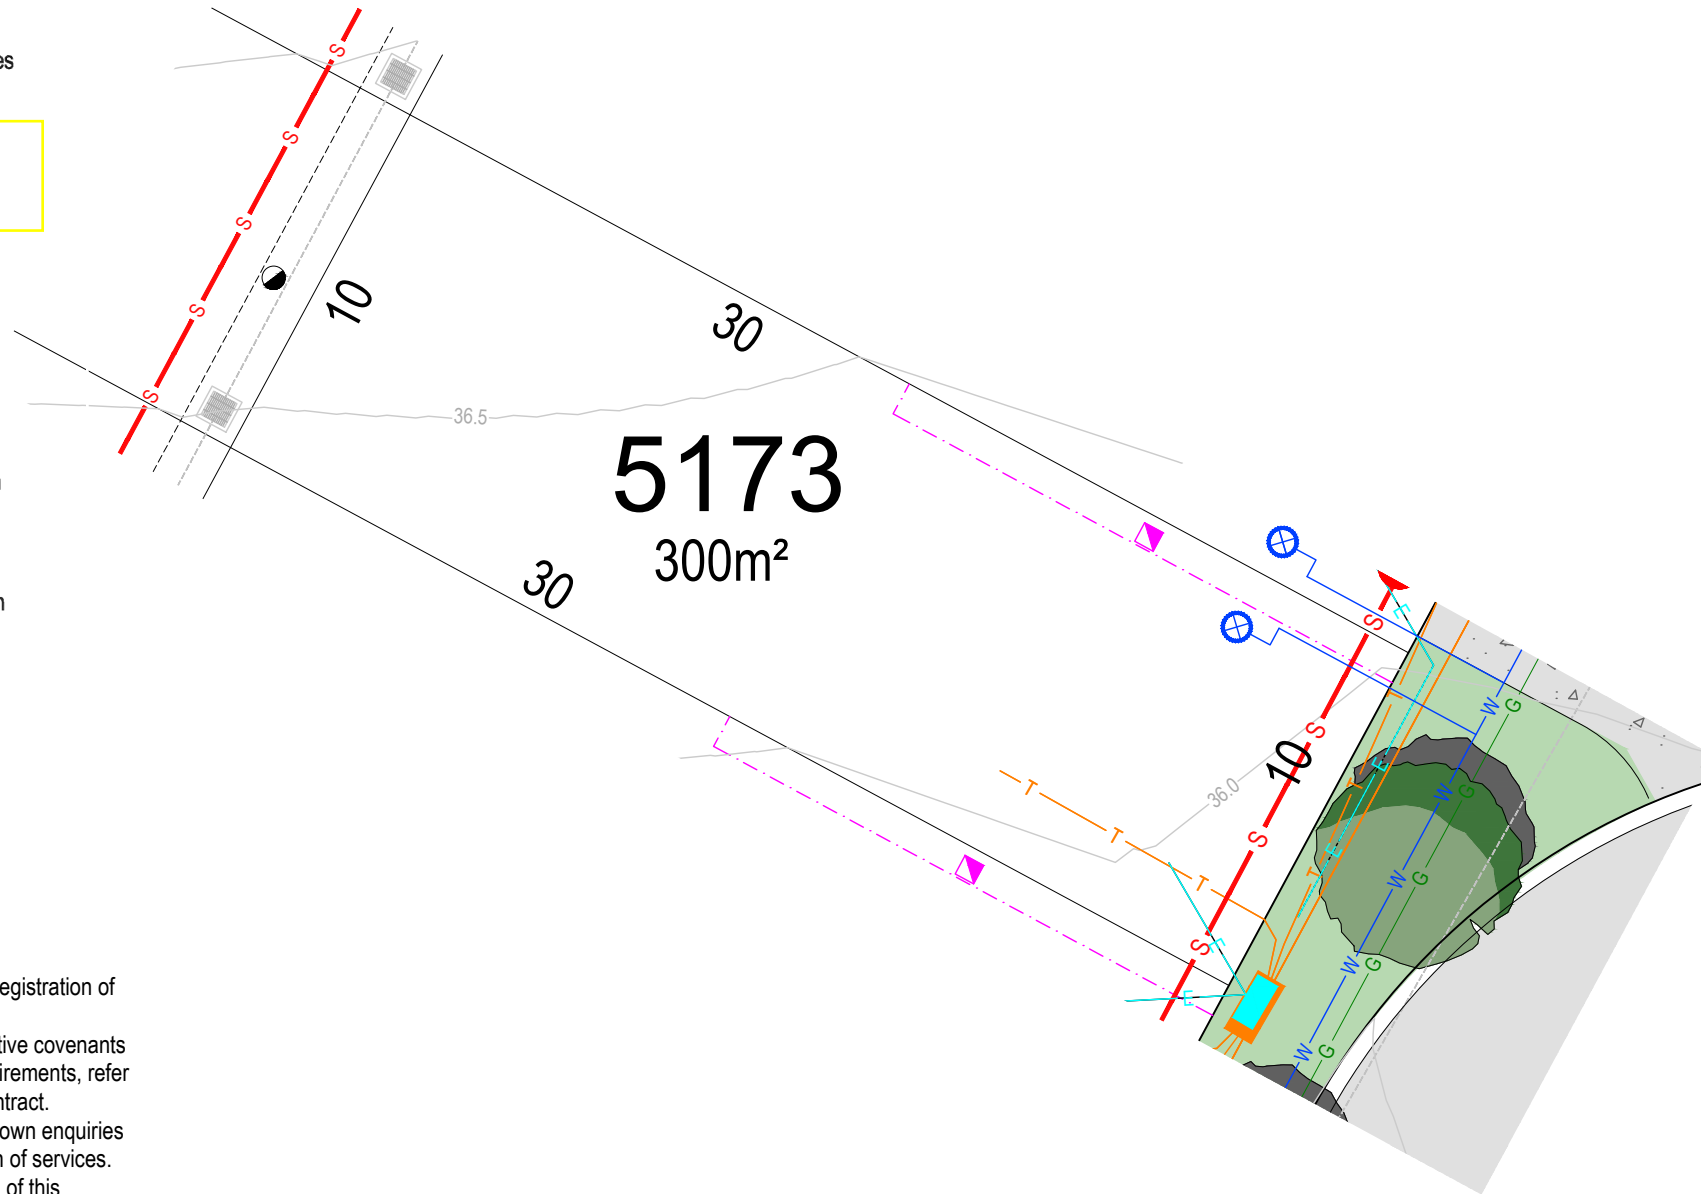 es
S
S
S
S
S
10
30
36.5
5173
300m²
30
10
36.0
S
S
S
S
T
T
T
T
T
T
E
E
E
E
E
W
W
W
W
W
G
G
G
G
G
n
egistration of
tive covenants
irements, refer
ntract.
own enquiries
n of services.
of this